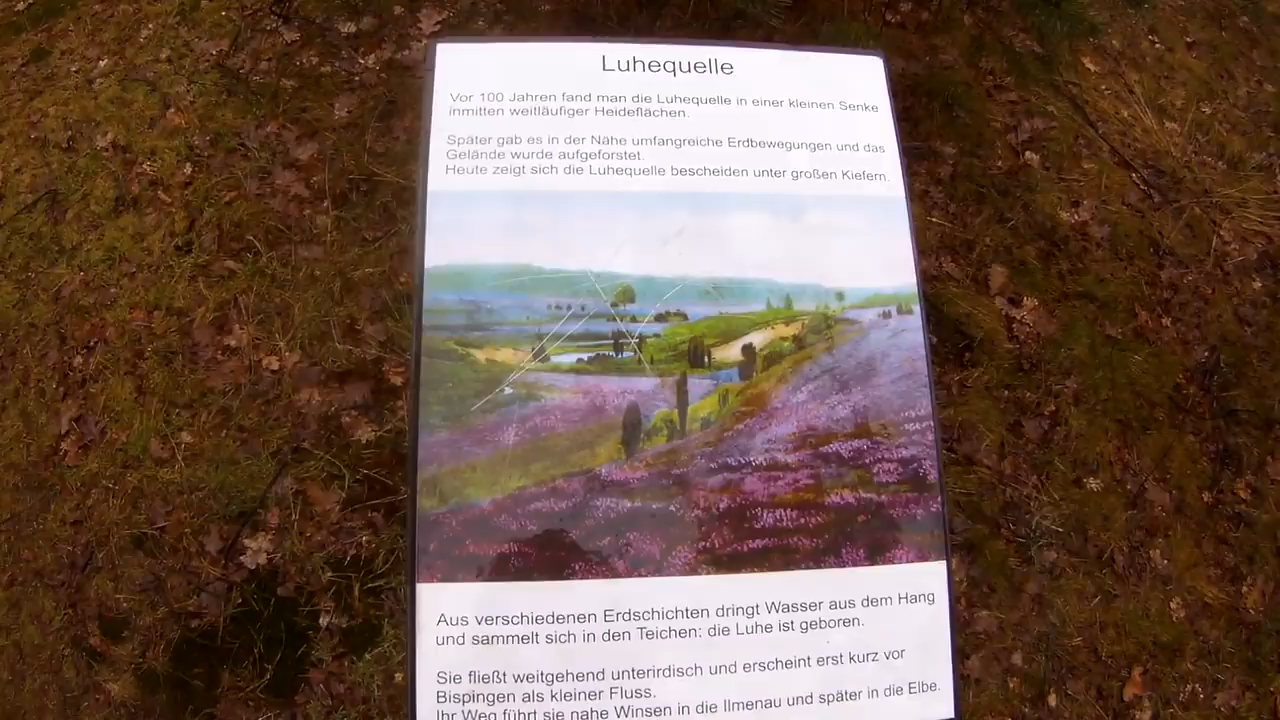 Luhequelle
Vor 100 Jahren fand man die Luhequelle in einer kleinen Senke
inmitten weitläufiger Heideflächen.
Später gab es in der Nähe umfangreiche Erdbewegungen und das
Gelände wurde aufgeforstet.
Heute zeigt sich die Luhequelle bescheiden unter großen Kiefern.
Aus verschiedenen Erdschichten dringt Wasser aus dem Hang
und sammelt sich in den Teichen: die Luhe ist geboren.
Sie fließt weitgehend unterirdisch und erscheint erst kurz vor
Bispingen als kleiner Fluss.
Ihr Weg führt sie nahe Winsen in die Ilmenau und später in die Elbe.